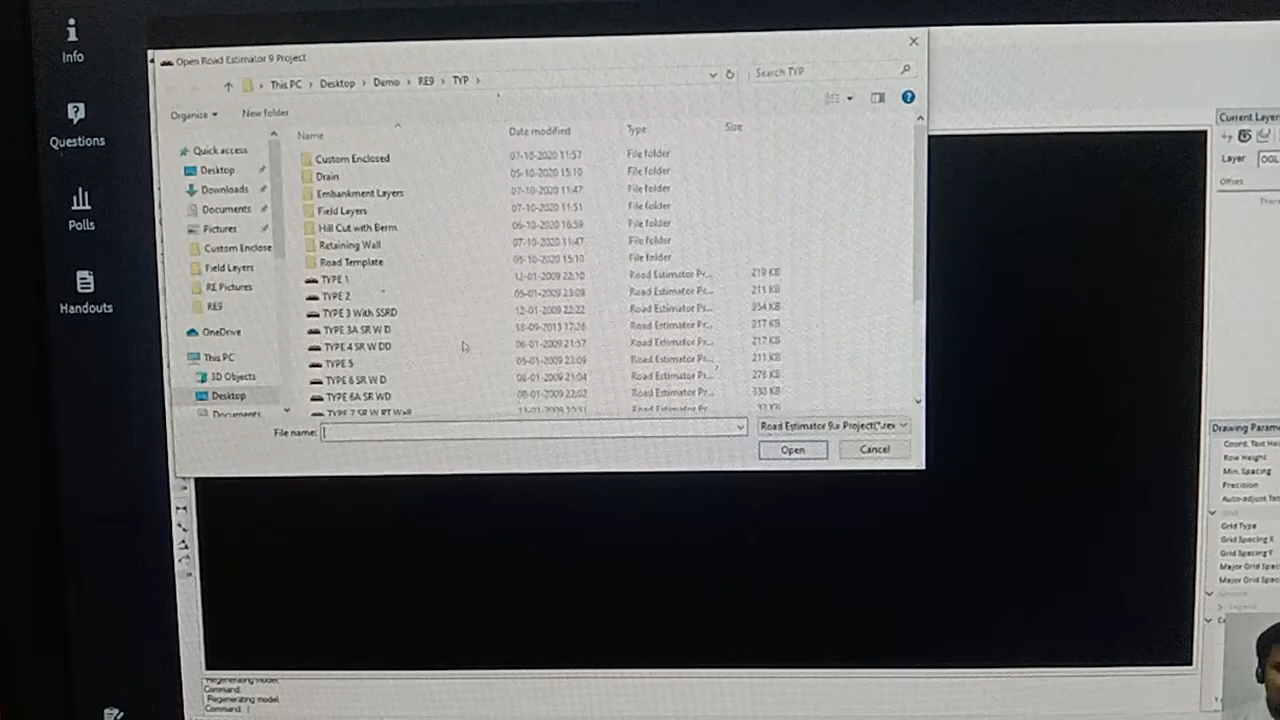 Info
Questions
Polls
Handouts
Open Road Estimator 9 Project
This PC > Desktop > Demo > RE9 > TYP >
Search TYP
Organize
New folder
Name Date modified Type Size
Quick access
Desktop
Downloads
Documents
Pictures
Custom Enclose
Field Layers
RE Pictures
RE9
OneDrive
This PC
3D Objects
Desktop
Documents
Custom Enclosed 07-10-2020 11:57 File folder
Drain 05-10-2020 15:10 File folder
Embankment Layers 07-10-2020 11:47 File folder
Field Layers 07-10-2020 11:51 File folder
Hill Cut with Berm 06-10-2020 16:59 File folder
Retaining Wall 07-10-2020 11:47 File folder
Road Template 05-10-2020 15:10 File folder
TYPE 1 12-01-2009 22:10 Road Estimator Pr... 219 KB
TYPE 2 05-01-2009 23:09 Road Estimator Pr... 211 KB
TYPE 3 With SSRD 12-01-2009 22:22 Road Estimator Pr... 954 KB
TYPE 3A SR W D 18-09-2013 17:26 Road Estimator Pr... 217 KB
TYPE 4 SR W DD 06-01-2009 21:57 Road Estimator Pr... 217 KB
TYPE 5 05-01-2009 23:09 Road Estimator Pr... 211 KB
TYPE 6 SR W D 08-01-2009 21:04 Road Estimator Pr... 276 KB
TYPE 6A SR WD 08-01-2009 22:02 Road Estimator Pr... 330 KB
TYPE 7 SR W RT Wall
File name:
Road Estimator 9.x Project(*.rex
Open
Cancel
Current Layer
Layer OGL
Offset
Drawing Parame
Coord. Text He
Row Height
Min. Spacing
Precision
Auto-adjust Te
Grid
Grid Type
Grid Spacing X
Grid Spacing Y
Major Grid Spac
Major Grid Spac
General
Legend
Regenerating model.
Command.
Regenerating model.
Command.